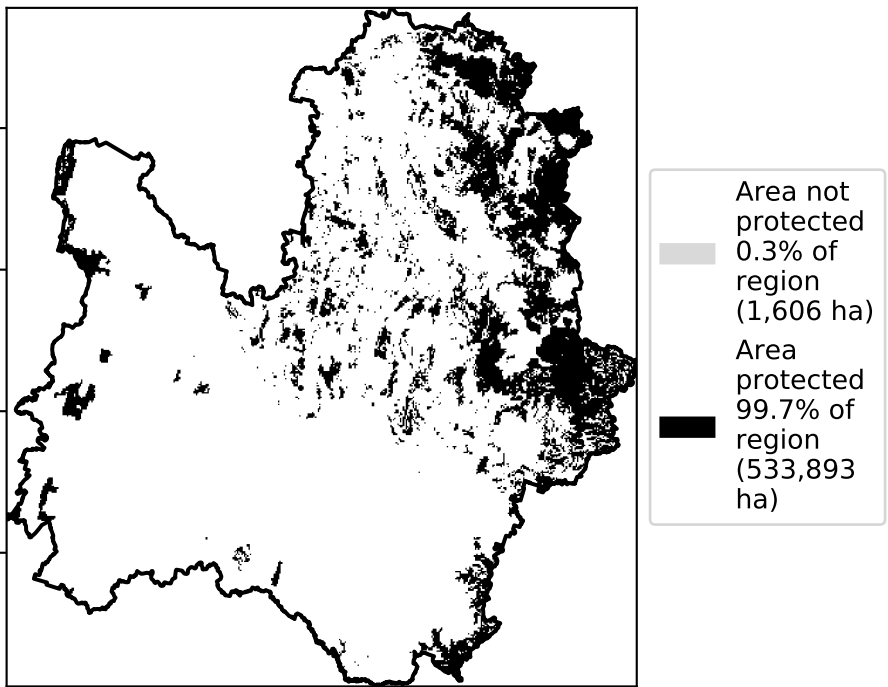 Area not
protected
0.3% of
region
(1,606 ha)
Area
protected
99.7% of
region
(533,893
ha)